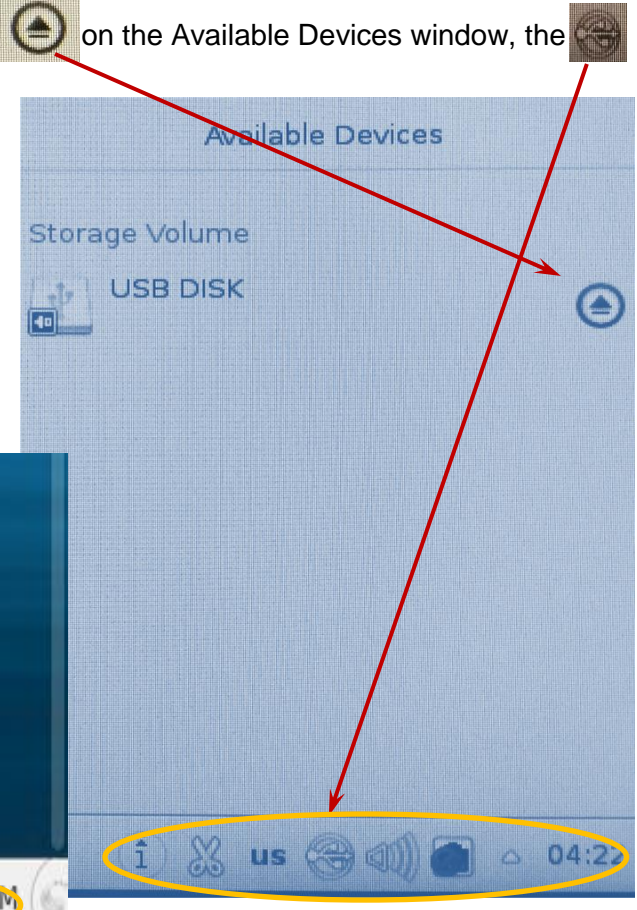 on the Available Devices window, the
Available Devices
Storage Volume
USB DISK
i
us
04:22
M